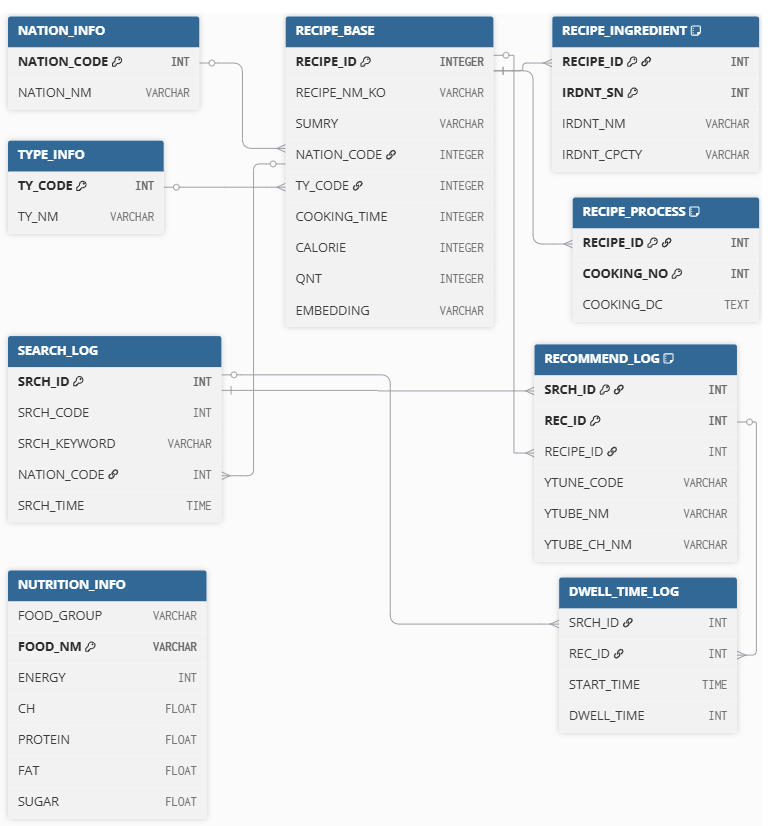 NATION_INFO
NATION_CODE INT
NATION_NM VARCHAR
TYPE_INFO
TY_CODE INT
TY_NM VARCHAR
RECIPE_BASE
RECIPE_ID INTEGER
RECIPE_NM_KO VARCHAR
SUMRY VARCHAR
NATION_CODE INTEGER
TY_CODE INTEGER
COOKING_TIME INTEGER
CALORIE INTEGER
QNT INTEGER
EMBEDDING VARCHAR
RECIPE_INGREDIENT
RECIPE_ID INT
IRDNT_SN INT
IRDNT_NM VARCHAR
IRDNT_CPCTY VARCHAR
RECIPE_PROCESS
RECIPE_ID INT
COOKING_NO INT
COOKING_DC TEXT
SEARCH_LOG
SRCH_ID INT
SRCH_CODE INT
SRCH_KEYWORD VARCHAR
NATION_CODE INT
SRCH_TIME TIME
RECOMMEND_LOG
SRCH_ID INT
REC_ID INT
RECIPE_ID INT
YTUNE_CODE VARCHAR
YTUBE_NM VARCHAR
YTUBE_CH_NM VARCHAR
NUTRITION_INFO
FOOD_GROUP VARCHAR
FOOD_NM VARCHAR
ENERGY INT
CH FLOAT
PROTEIN FLOAT
FAT FLOAT
SUGAR FLOAT
DWELL_TIME_LOG
SRCH_ID INT
REC_ID INT
START_TIME TIME
DWELL_TIME INT